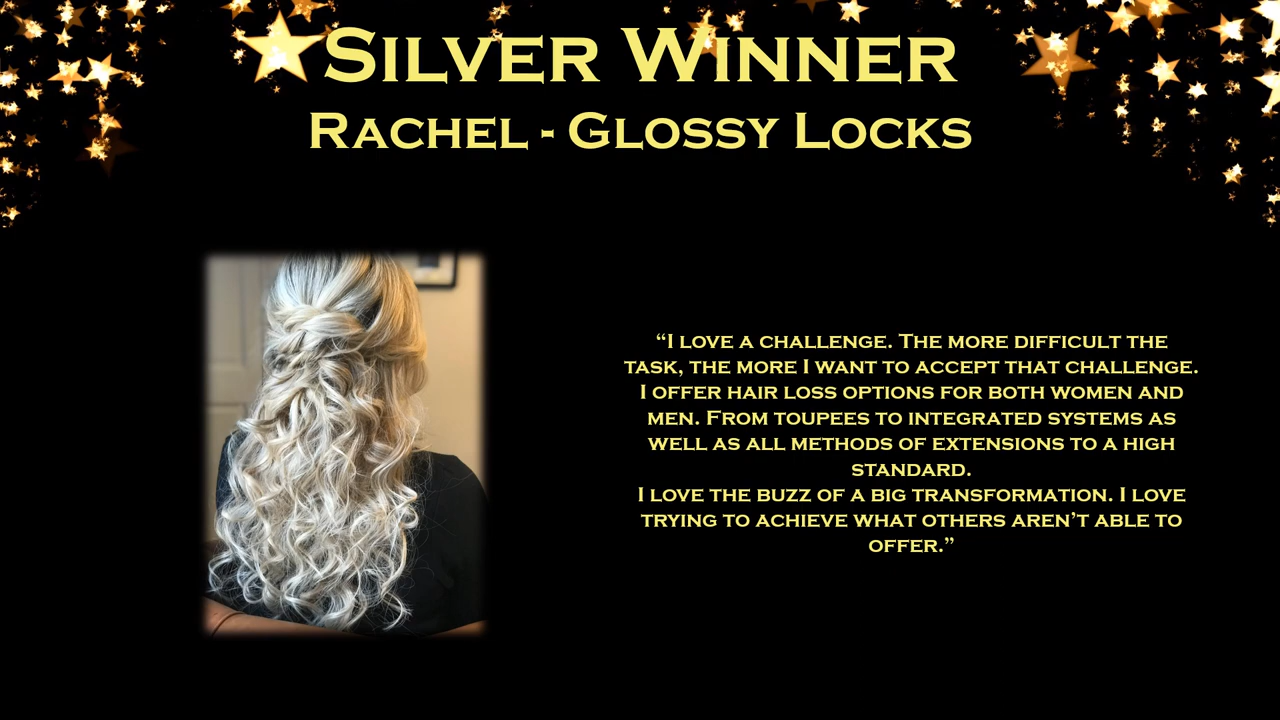 Silver Winner
Rachel - Glossy Locks
“I love a challenge. The more difficult the
task, the more I want to accept that challenge.
I offer hair loss options for both women and
men. From toupees to integrated systems as
well as all methods of extensions to a high
standard.
I love the buzz of a big transformation. I love
trying to achieve what others aren’t able to
offer.”